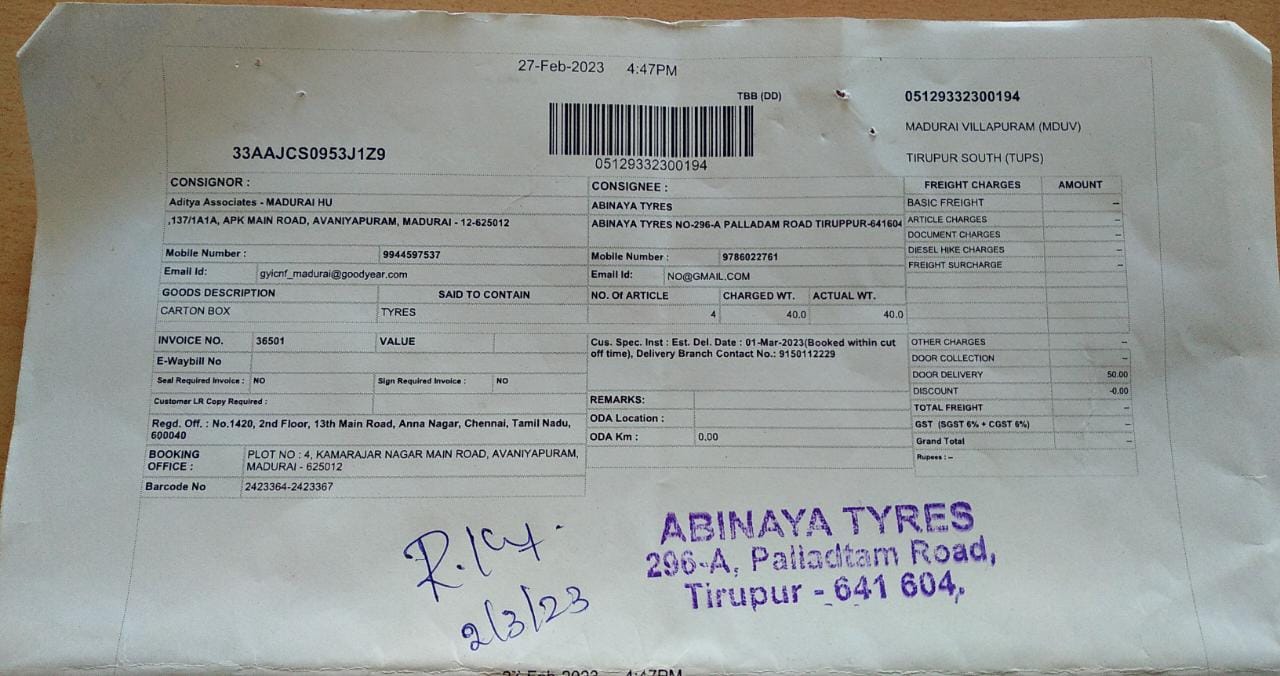 27-Feb-2023 4:47PM
TBB (DD)
05129332300194
MADURAI VILLAPURAM (MDUV)
33AAJCS0953J1Z9
05129332300194
TIRUPUR SOUTH (TUPS)
CONSIGNOR :
Aditya Associates - MADURAI HU
,137/1A1A, APK MAIN ROAD, AVANIYAPURAM, MADURAI - 12-625012
Mobile Number : 9944597537
Email Id: gyicnf_madurai@goodyear.com
GOODS DESCRIPTION SAID TO CONTAIN
CARTON BOX TYRES
INVOICE NO. 36501 VALUE
E-Waybill No
Seal Required Invoice : NO Sign Required Invoice : NO
Customer LR Copy Required :
Regd. Off. : No.1420, 2nd Floor, 13th Main Road, Anna Nagar, Chennai, Tamil Nadu,
600040
BOOKING OFFICE : PLOT NO : 4, KAMARAJAR NAGAR MAIN ROAD, AVANIYAPURAM,
MADURAI - 625012
Barcode No 2423364-2423367
CONSIGNEE :
ABINAYA TYRES
ABINAYA TYRES NO-296-A PALLADAM ROAD TIRUPPUR-641604
Mobile Number : 9786022761
Email Id: NO@GMAIL.COM
NO. Of ARTICLE CHARGED WT. ACTUAL WT.
4 40.0 40.0
Cus. Spec. Inst : Est. Del. Date : 01-Mar-2023(Booked within cut
off time), Delivery Branch Contact No.: 9150112229
REMARKS:
ODA Location :
ODA Km : 0.00
FREIGHT CHARGES AMOUNT
BASIC FREIGHT –
ARTICLE CHARGES –
DOCUMENT CHARGES –
DIESEL HIKE CHARGES –
FREIGHT SURCHARGE –
OTHER CHARGES –
DOOR COLLECTION –
DOOR DELIVERY 50.00
DISCOUNT -0.00
TOTAL FREIGHT –
GST (SGST 6% + CGST 6%) –
Grand Total –
Rupees : –
2/3/23
ABINAYA TYRES
296-A, Palladtam Road,
Tirupur - 641 604,
27-Feb-2023 4:47PM